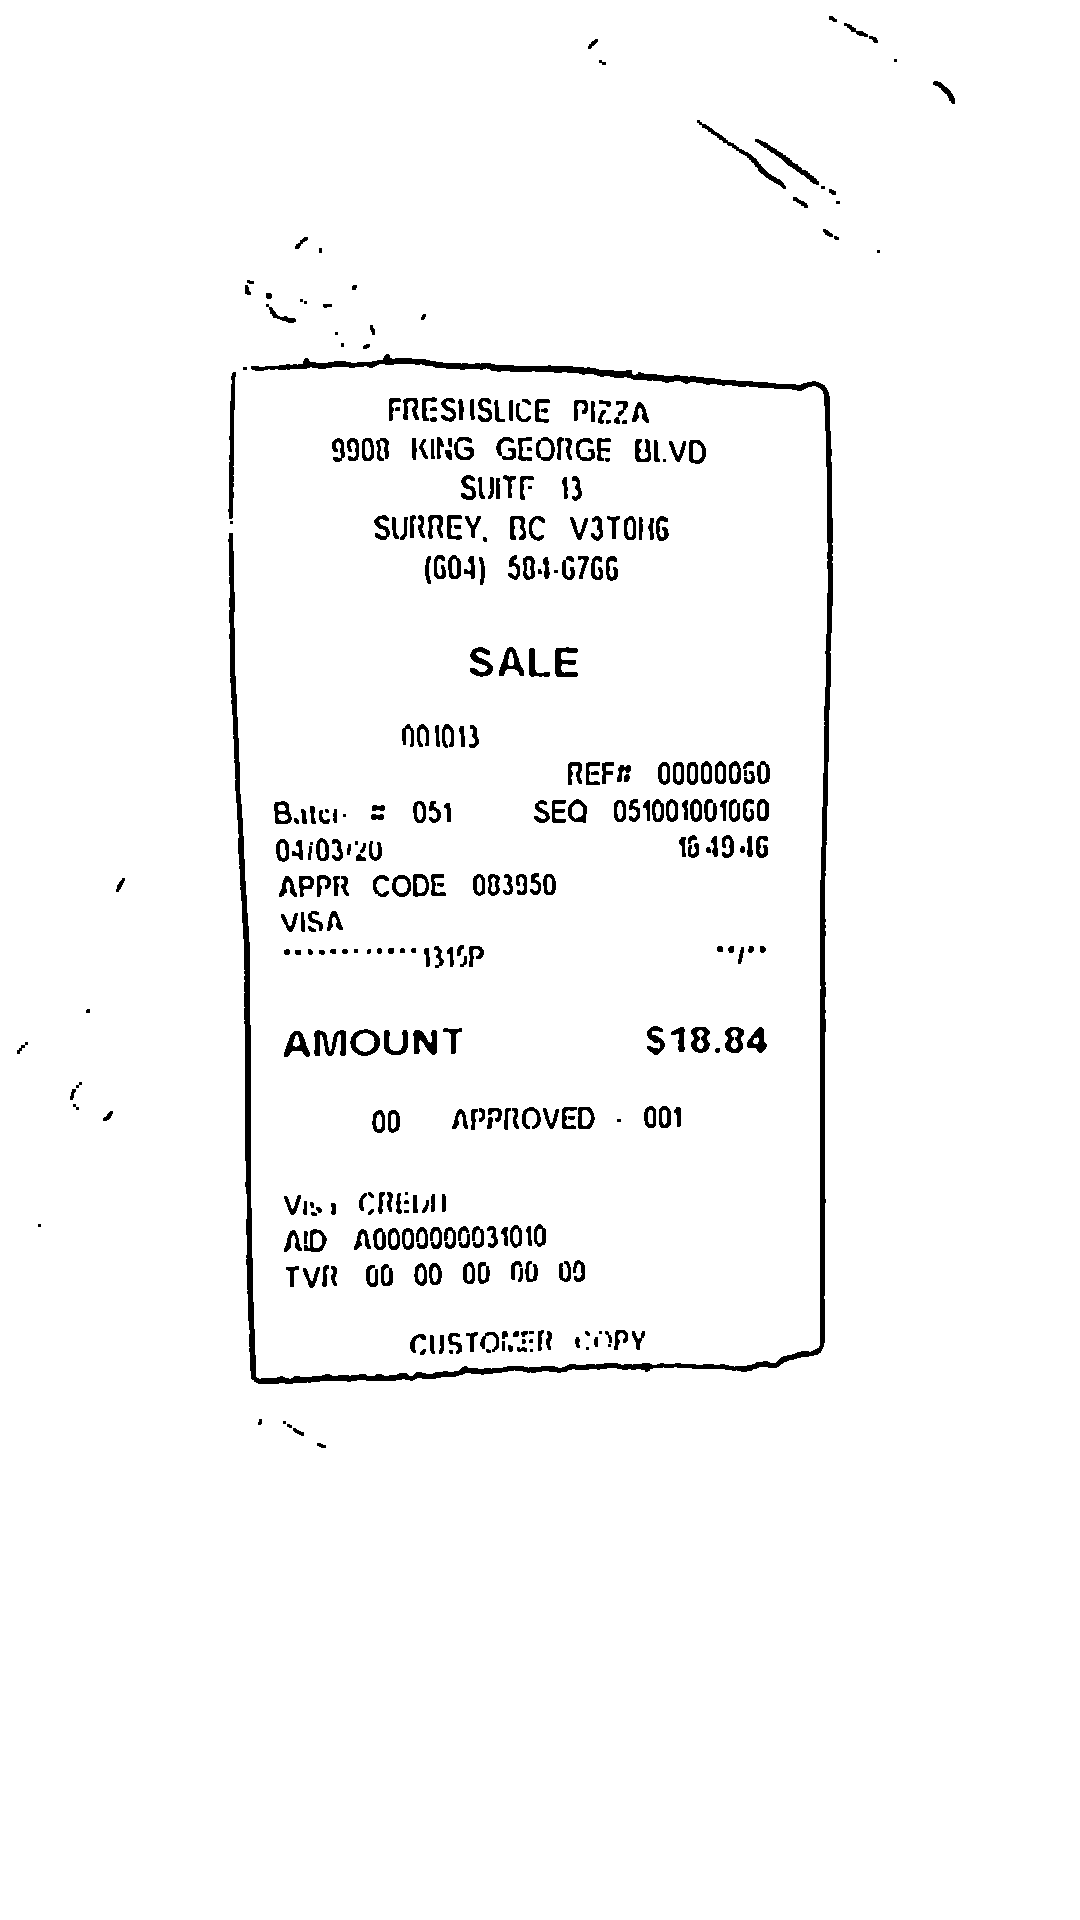 FRESHSLICE PIZZA
9908 KING GEORGE BLVD
SUITE 13
SURREY, BC V3T0H6
(604) 584-6766
SALE
001013
REF# 00000060
Batch # 051 SEQ 051001001060
04/03/20 16:49:46
APPR CODE 083950
VISA
**/**
AMOUNT $18.84
00 APPROVED - 001
Visa CREDIT
AID A0000000031010
TVR 00 00 00 00 00
CUSTOMER COPY